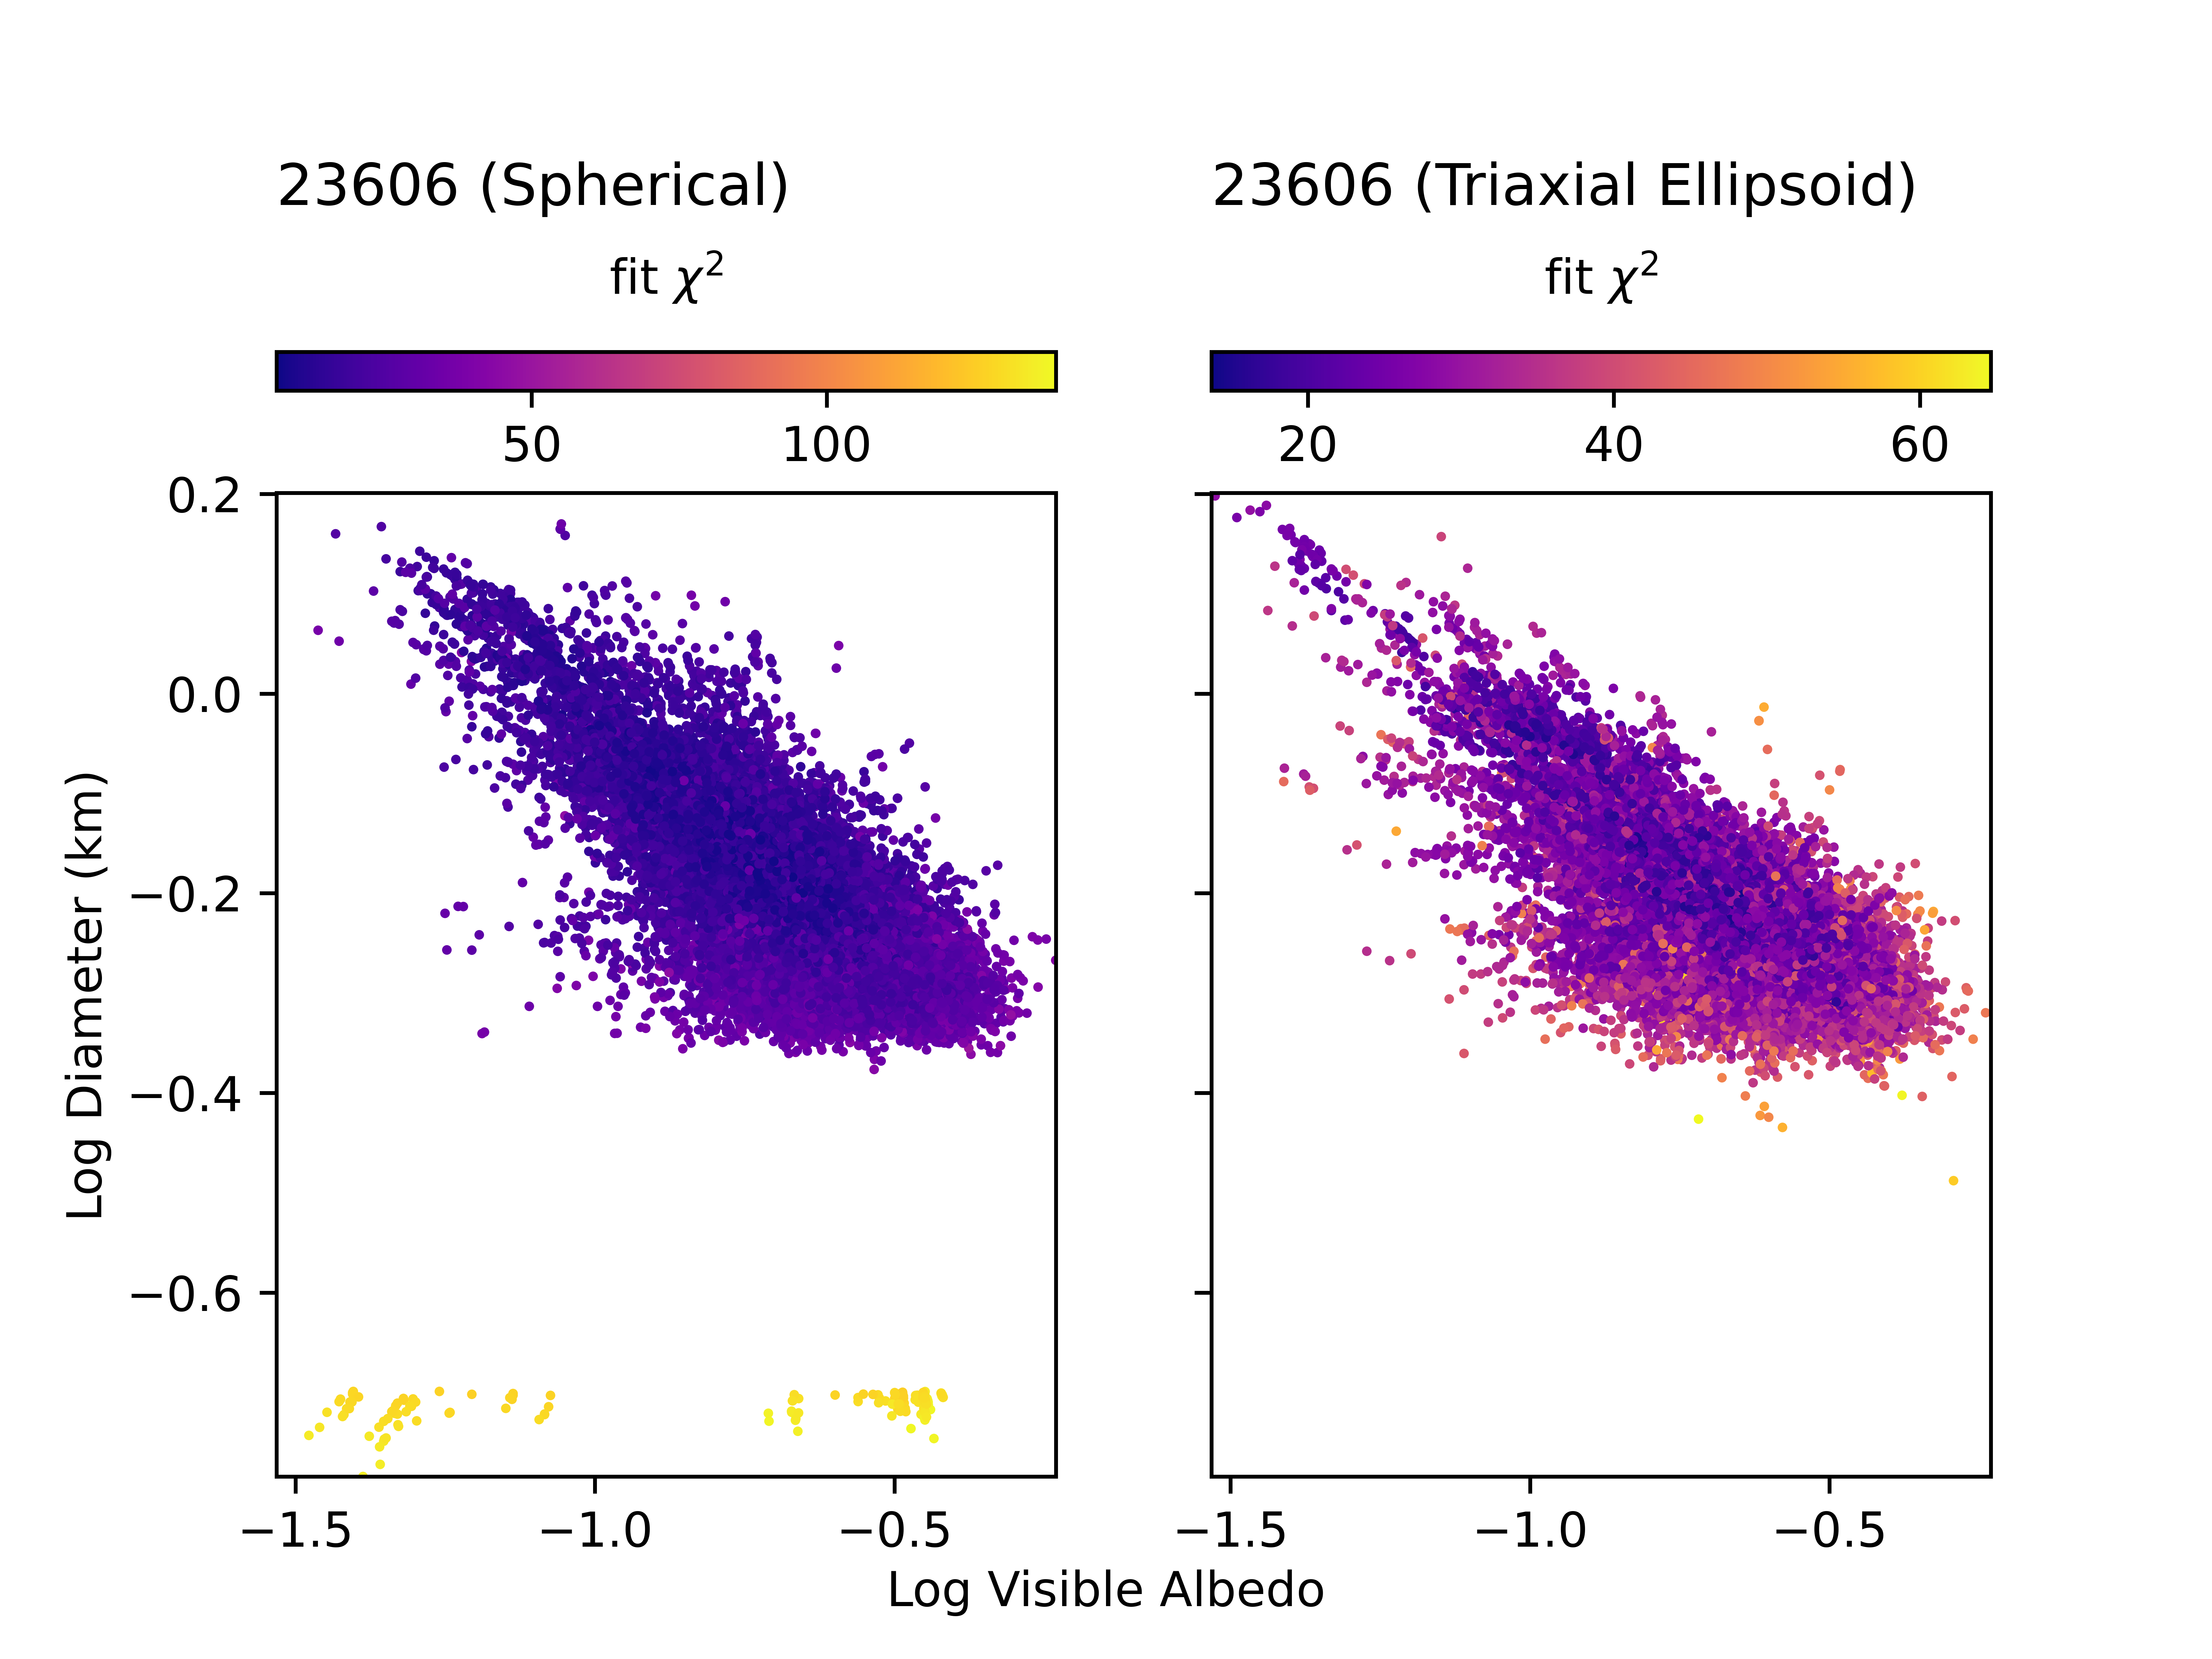 23606 (Spherical)
23606 (Triaxial Ellipsoid)
fit χ²
fit χ²
50 100
20 40 60
0.2
0.0
−0.2
−0.4
−0.6
Log Diameter (km)
−1.5 −1.0 −0.5
−1.5 −1.0 −0.5
Log Visible Albedo